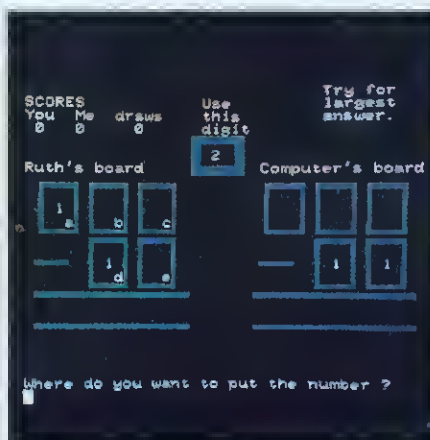 SCORES
You Me draws
0 0 0
Use
this
digit
2
Try for
largest
answer.
Ruth's board
1
a b c
1
d e
Computer's board
1 1
Where do you want to put the number ?